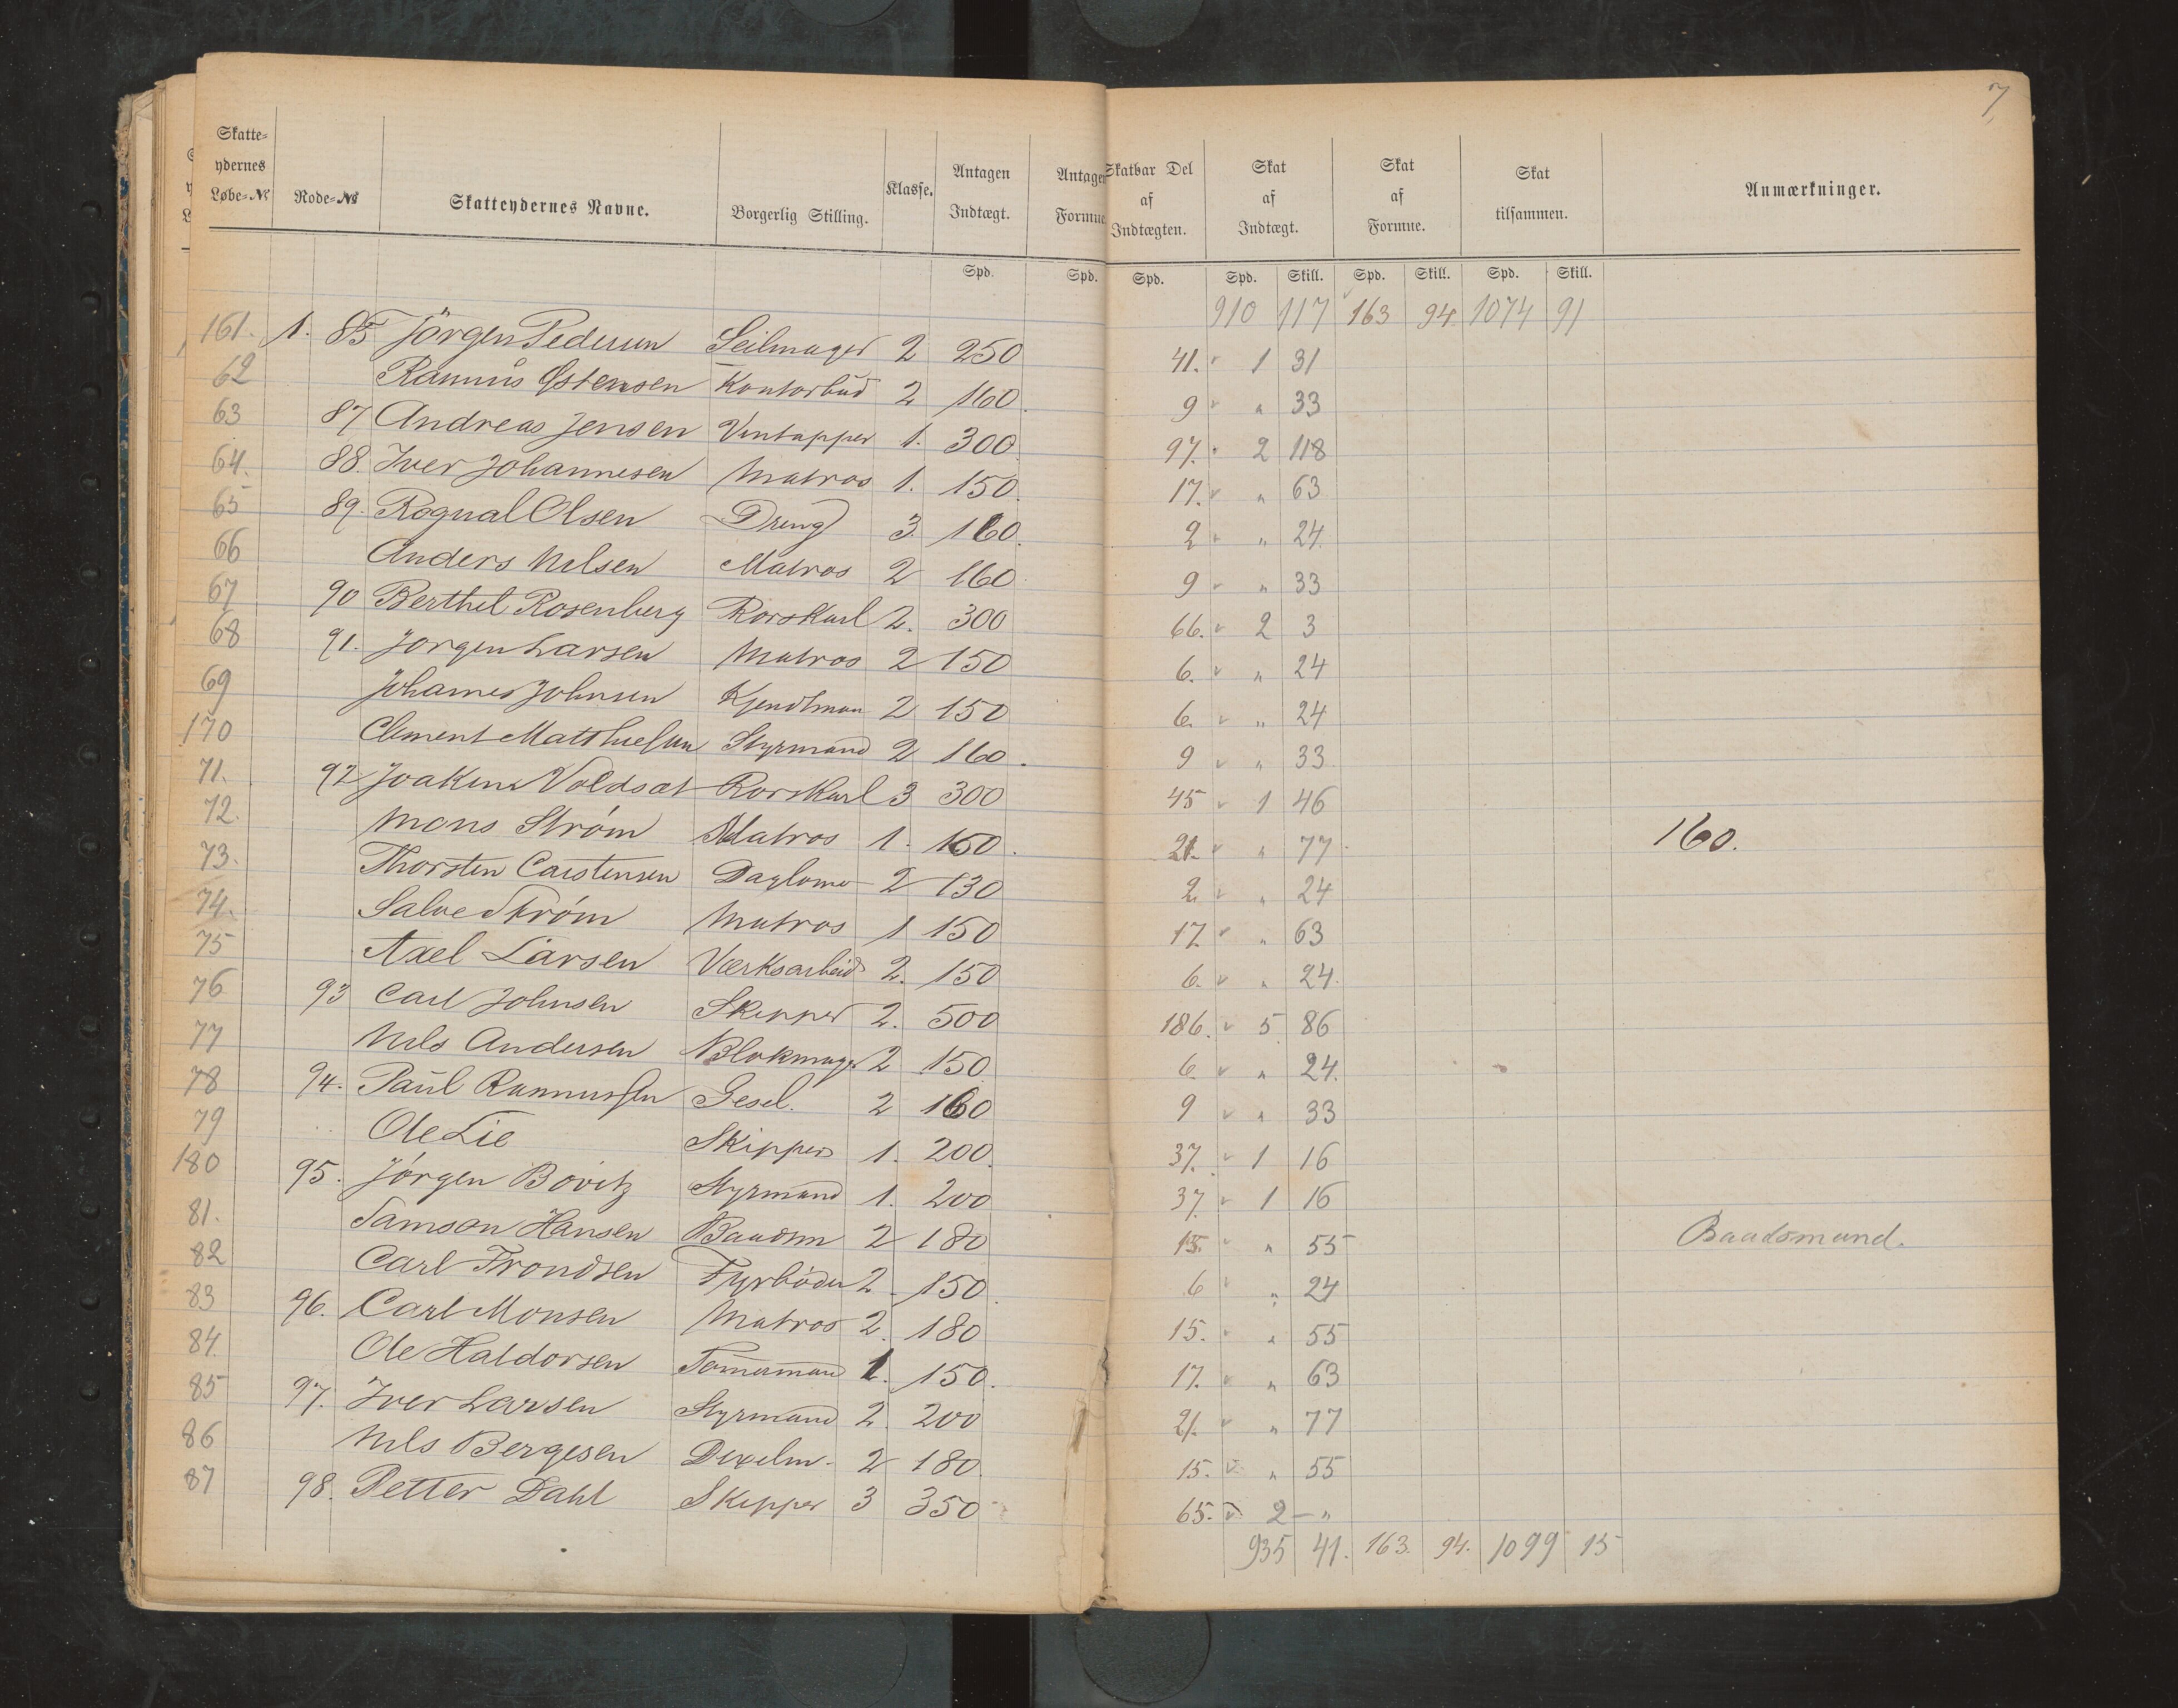 7
Skatte-ydernes Løbe-№ Rode-№ Skatteydernes Navne. Borgerlig Stilling. Klasse. Antagen Indtægt. Antagen Formue Skatbar Del af Indtægten. Skat af Indtægt. Skat af Formue. Skat tilsammen. Anmærkninger.
Spd. Spd. Spd. Spd. Skill. Spd. Skill. Spd. Skill.
910 117 163 94 1074 91
161. 1. 85 Jörgen Pedersen Seilmager 2 250 41. 1 31
62 Rasmus Østensen Kontorbud 2 160. 9 " 33
63 87 Andreas Jensen Vintapper 1. 300 97. 2 118
64. 88. Iver Johannesen Matros 1. 150. 17. " 63
65 89. Rognal Olsen Dreng 3. 160. 2 " 24.
66 Anders Nilsen Matros 2 160 9 " 33
67 90 Berthel Rosenberg Rorskarl 2. 300 66. 2 3
68 91. Jorgen Larsen Matros 2 150 6. " 24
69 Johannes Johnsen Kjendtman 2 150 6. " 24
170 Clement Matthiesen Styrmand 2 160. 9 " 33
71. 92 Joakim Voldsat Rorskarl 3 300 45 1 46
72. Mons Strøm Matros 1. 160. 21. " 77 160.
73. Thorsten Carstensen Daglöner 2 130 2. " 24
74. Salve Strøm Matros 1 150 17. " 63
75 Axel Larsen Værksarbeid 2. 150 6. " 24.
76 93 Carl Johnsen Skipper 2. 500 186. 5 86
77 Nils Andersen Blokmager 2 150 6. " 24.
78 94. Paul Rasmussen Gesel. 2 160 9 " 33
79 Ole Lie Skipper 1. 200. 37. 1 16
180 95. Jörgen Bovitz Styrmand 1. 200 37. 1 16
81. Samson Hansen Baadsm 2 180 15. " 55 Baadsmand.
82 Carl Trondsen Fyrböder 2 150. 6 " 24
83 96. Carl Monsen Matros 2. 180 15. " 55
84. Ole Haldorsen Tømermand 1. 150. 17. " 63
85 97. Iver Larsen Styrmand 2. 200 21. " 77
86 Nils Bergesen Dexelm. 2 180. 15. " 55
87 98. Petter Dahl Skipper 3 350 65. 2 - "
935 41. 163. 94. 1099 15